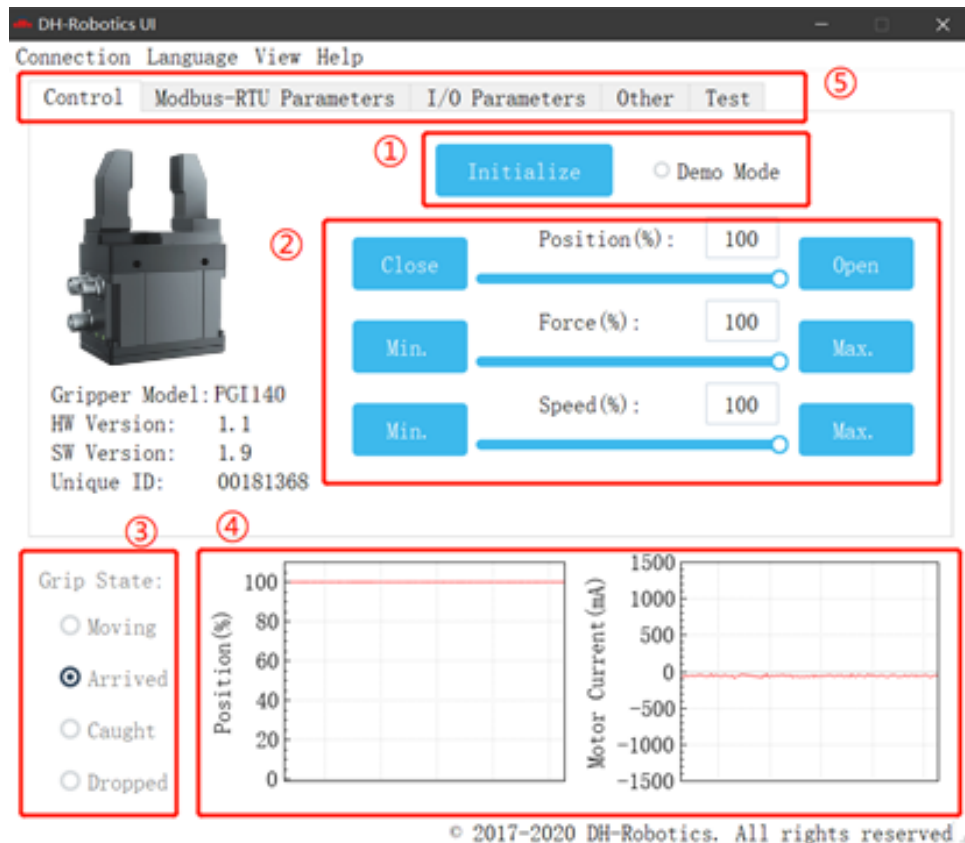 DH-Robotics UI
Connection Language View Help
Control Modbus-RTU Parameters I/O Parameters Other Test
⑤
①
Initialize
Demo Mode
②
Close
Position(%):
100
Open
Min.
Force(%):
100
Max.
Min.
Speed(%):
100
Max.
Gripper Model: PGI140
HW Version: 1.1
SW Version: 1.9
Unique ID: 00181368
③
Grip State:
Moving
Arrived
Caught
Dropped
④
Position(%)
100
80
60
40
20
0
Motor Current(mA)
1500
1000
500
0
-500
-1000
-1500
© 2017-2020 DH-Robotics. All rights reserved